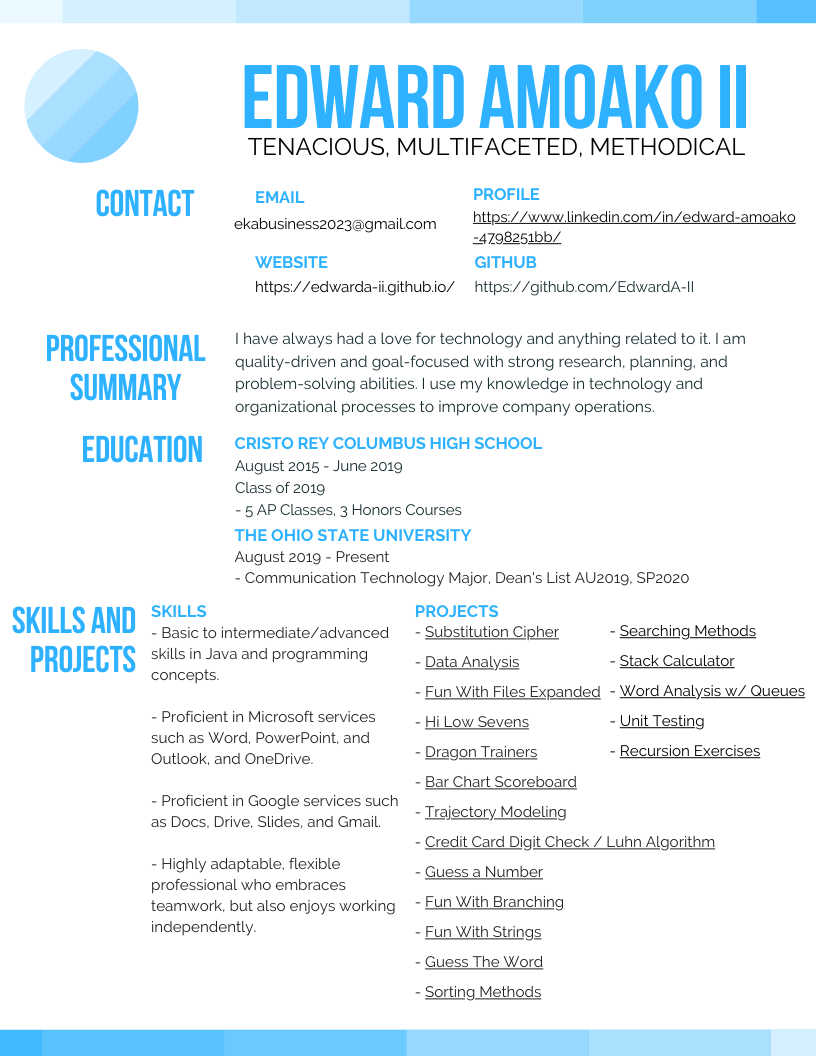 EDWARD AMOAKO II
TENACIOUS, MULTIFACETED, METHODICAL
CONTACT
EMAIL
ekabusiness2023@gmail.com
PROFILE
https://www.linkedin.com/in/edward-amoako
-4798251bb/
WEBSITE
https://edwarda-ii.github.io/
GITHUB
https://github.com/EdwardA-II
PROFESSIONAL
SUMMARY
I have always had a love for technology and anything related to it. I am
quality-driven and goal-focused with strong research, planning, and
problem-solving abilities. I use my knowledge in technology and
organizational processes to improve company operations.
EDUCATION
CRISTO REY COLUMBUS HIGH SCHOOL
August 2015 - June 2019
Class of 2019
- 5 AP Classes, 3 Honors Courses
THE OHIO STATE UNIVERSITY
August 2019 - Present
- Communication Technology Major, Dean's List AU2019, SP2020
SKILLS AND
PROJECTS
SKILLS
- Basic to intermediate/advanced
skills in Java and programming
concepts.
- Proficient in Microsoft services
such as Word, PowerPoint, and
Outlook, and OneDrive.
- Proficient in Google services such
as Docs, Drive, Slides, and Gmail.
- Highly adaptable, flexible
professional who embraces
teamwork, but also enjoys working
independently.
PROJECTS
- Substitution Cipher
- Data Analysis
- Fun With Files Expanded
- Hi Low Sevens
- Dragon Trainers
- Bar Chart Scoreboard
- Trajectory Modeling
- Credit Card Digit Check / Luhn Algorithm
- Guess a Number
- Fun With Branching
- Fun With Strings
- Guess The Word
- Sorting Methods
- Searching Methods
- Stack Calculator
- Word Analysis w/ Queues
- Unit Testing
- Recursion Exercises